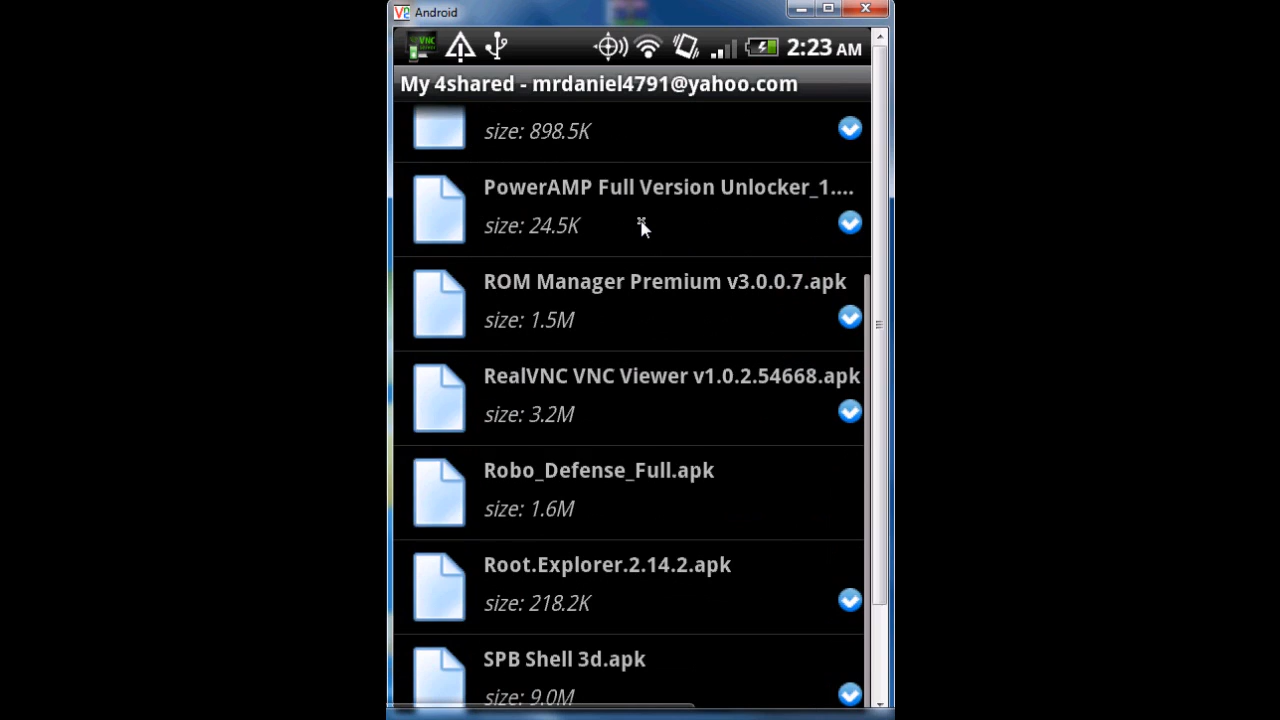 Android
2:23 AM
My 4shared - mrdaniel4791@yahoo.com
size: 898.5K
PowerAMP Full Version Unlocker_1....
size: 24.5K
ROM Manager Premium v3.0.0.7.apk
size: 1.5M
RealVNC VNC Viewer v1.0.2.54668.apk
size: 3.2M
Robo_Defense_Full.apk
size: 1.6M
Root.Explorer.2.14.2.apk
size: 218.2K
SPB Shell 3d.apk
size: 9.0M